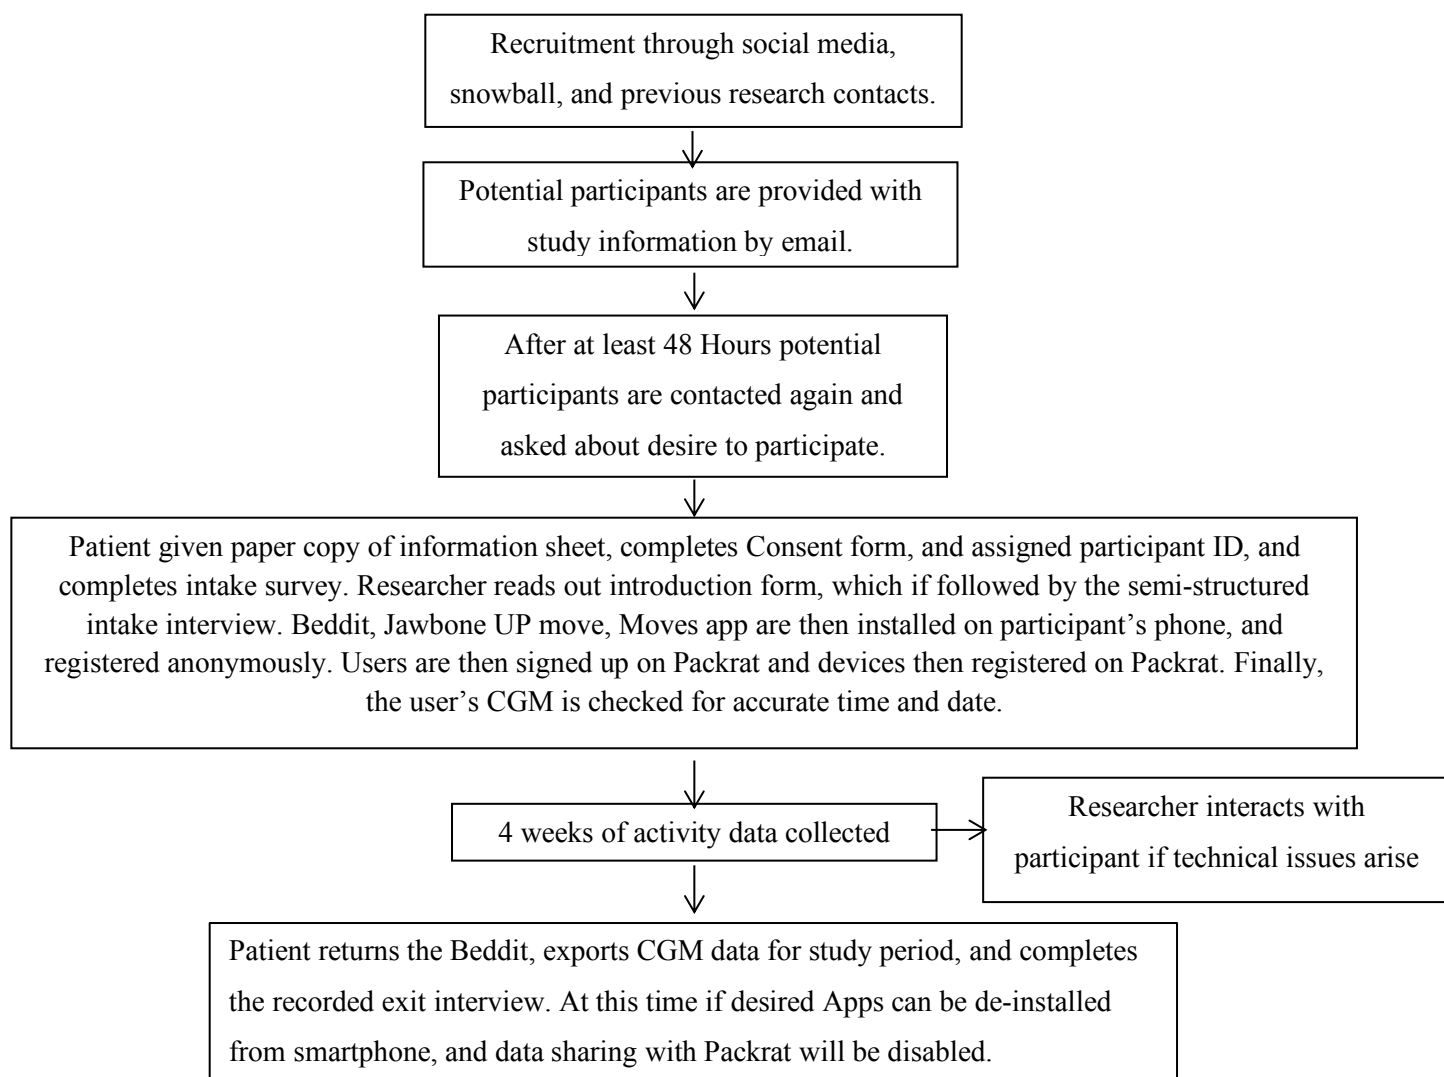 Recruitment through social media,
snowball, and previous research contacts.
Potential participants are provided with
study information by email.
After at least 48 Hours potential
participants are contacted again and
asked about desire to participate.
Patient given paper copy of information sheet, completes Consent form, and assigned participant ID, and
completes intake survey. Researcher reads out introduction form, which if followed by the semi-structured
intake interview. Beddit, Jawbone UP move, Moves app are then installed on participant’s phone, and
registered anonymously. Users are then signed up on Packrat and devices then registered on Packrat. Finally,
the user’s CGM is checked for accurate time and date.
4 weeks of activity data collected
Researcher interacts with
participant if technical issues arise
Patient returns the Beddit, exports CGM data for study period, and completes
the recorded exit interview. At this time if desired Apps can be de-installed
from smartphone, and data sharing with Packrat will be disabled.